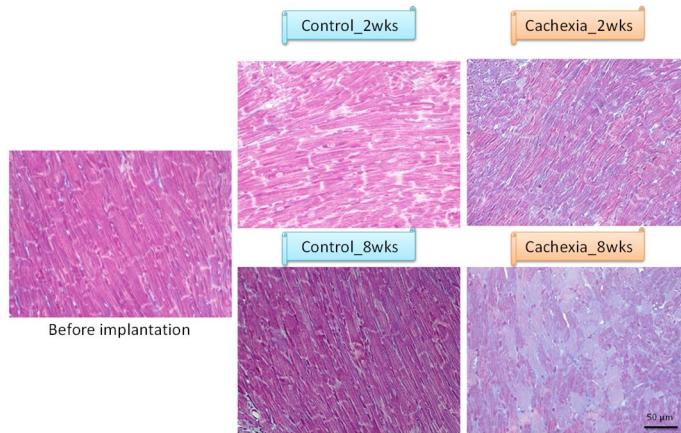 Control_2wks
Cachexia_2wks
Control_8wks
Cachexia_8wks
Before implantation
50 µm